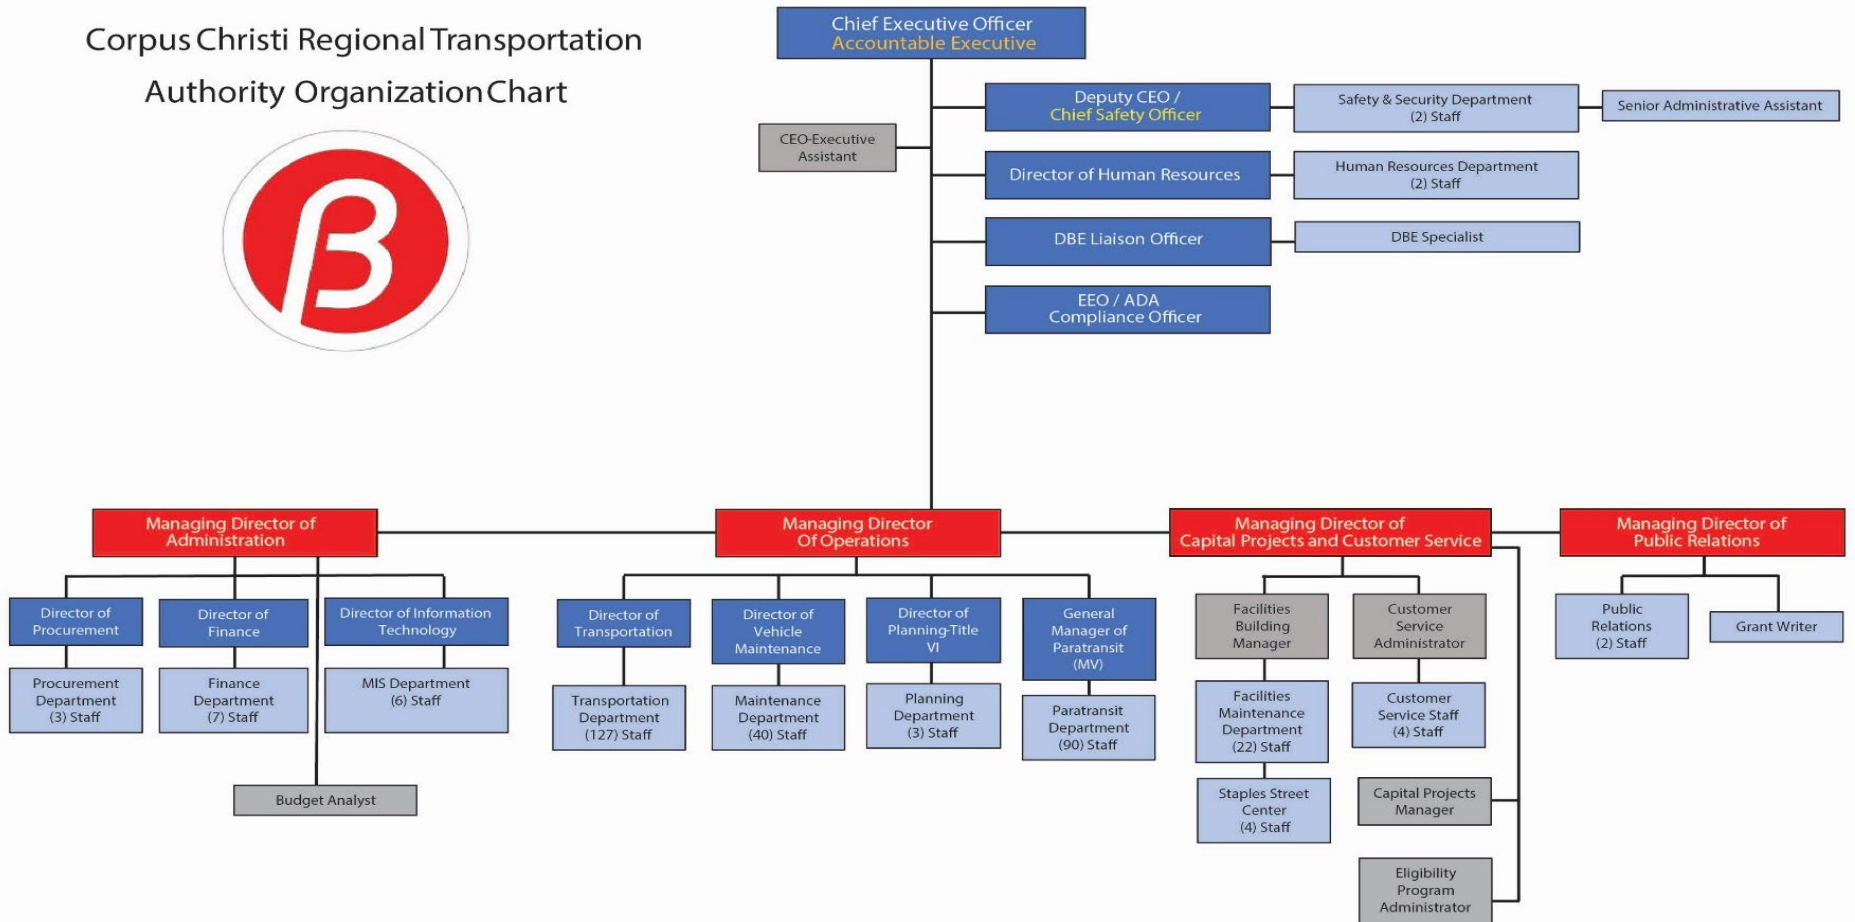 Corpus Christi Regional Transportation
Authority Organization Chart
Chief Executive Officer
Accountable Executive
Deputy CEO /
Chief Safety Officer
Safety & Security Department
(2) Staff
Senior Administrative Assistant
CEO-Executive
Assistant
Director of Human Resources
Human Resources Department
(2) Staff
DBE Liaison Officer
DBE Specialist
EEO / ADA
Compliance Officer
Managing Director of
Administration
Managing Director
Of Operations
Managing Director of
Capital Projects and Customer Service
Managing Director of
Public Relations
Director of
Procurement
Director of
Finance
Director of Information
Technology
Procurement
Department
(3) Staff
Finance
Department
(7) Staff
MIS Department
(6) Staff
Budget Analyst
Director of
Transportation
Director of
Vehicle
Maintenance
Director of
Planning-Title
VI
General
Manager of
Paratransit
(MV)
Transportation
Department
(127) Staff
Maintenance
Department
(40) Staff
Planning
Department
(3) Staff
Paratransit
Department
(90) Staff
Facilities
Building
Manager
Customer
Service
Administrator
Facilities
Maintenance
Department
(22) Staff
Customer
Service Staff
(4) Staff
Staples Street
Center
(4) Staff
Capital Projects
Manager
Eligibility
Program
Administrator
Public
Relations
(2) Staff
Grant Writer